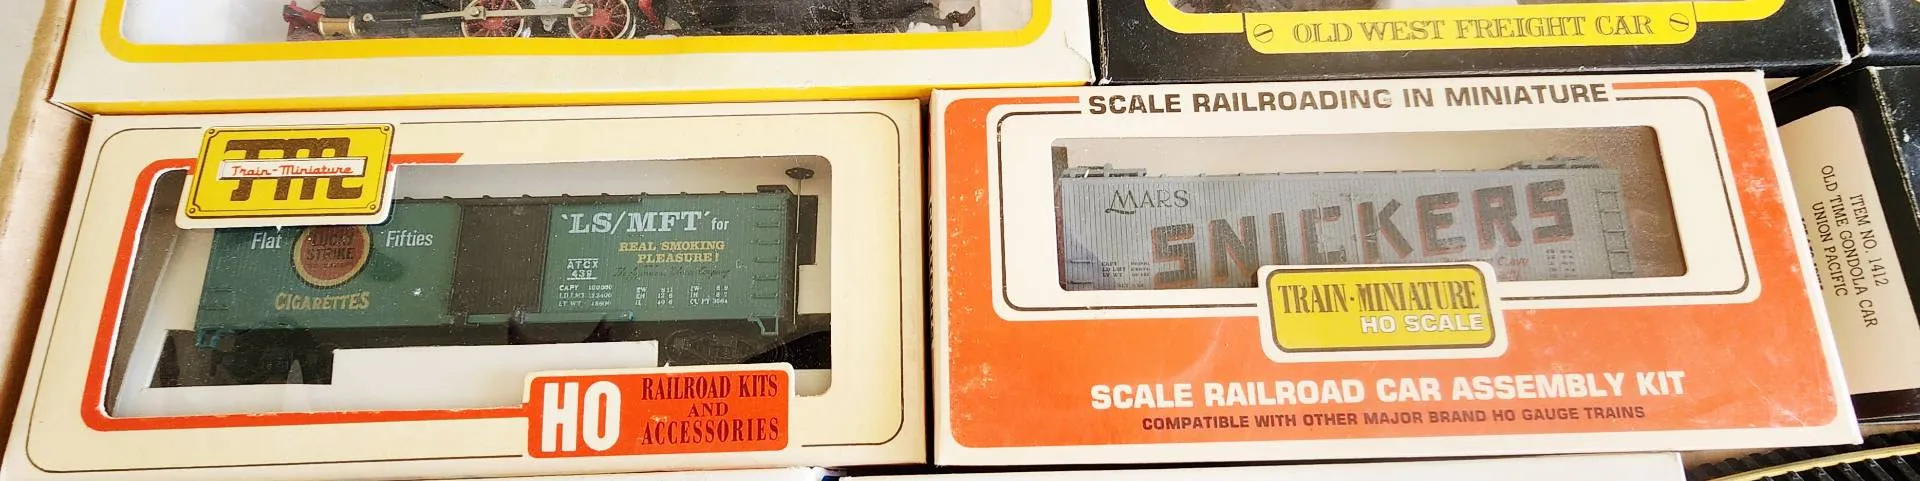 OLD WEST FREIGHT CAR
TM
Train-Miniature
Flat
LUCKY
STRIKE
Fifties
CIGARETTES
'LS/MFT' for
REAL SMOKING
PLEASURE!
ATCX
439
CAPY 100000
HO
RAILROAD KITS
AND
ACCESSORIES
SCALE RAILROADING IN MINIATURE
MARS
SNICKERS
TRAIN-MINIATURE
HO SCALE
SCALE RAILROAD CAR ASSEMBLY KIT
COMPATIBLE WITH OTHER MAJOR BRAND HO GAUGE TRAINS
ITEM NO. 1412
OLD TIME GONDOLA CAR
UNION PACIFIC